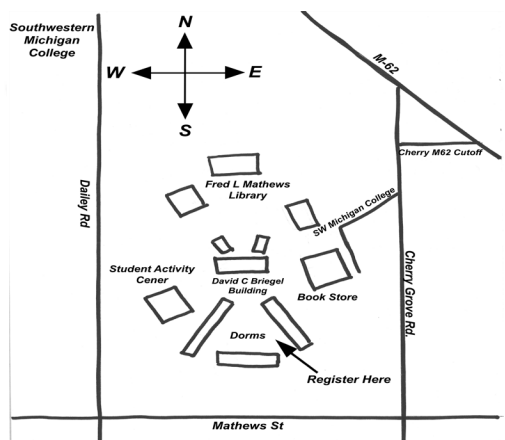 Southwestern
Michigan
College
N
W
E
S
M-62
Cherry M62 Cutoff
Fred L Mathews
Library
Dailey Rd
SW Michigan College
Student Activity
Cener
David C Briegel
Building
Book Store
Cherry Grove Rd.
Dorms
Register Here
Mathews St